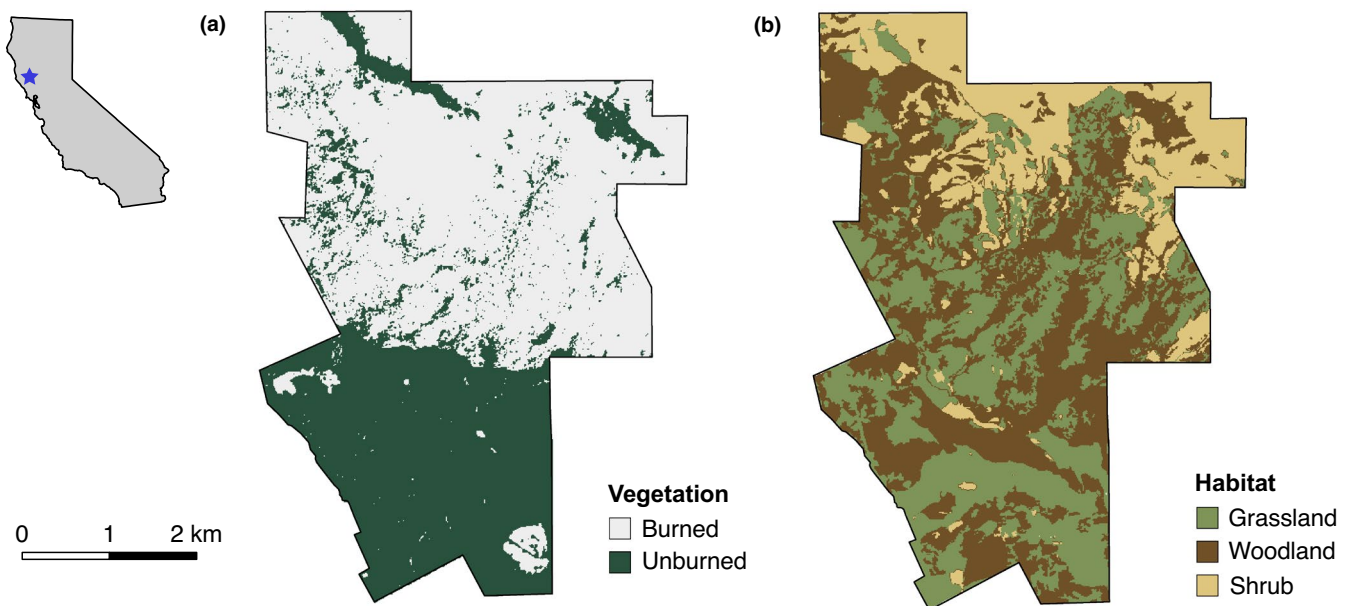 (a)
(b)
0 1 2 km
Vegetation
Burned
Unburned
Habitat
Grassland
Woodland
Shrub